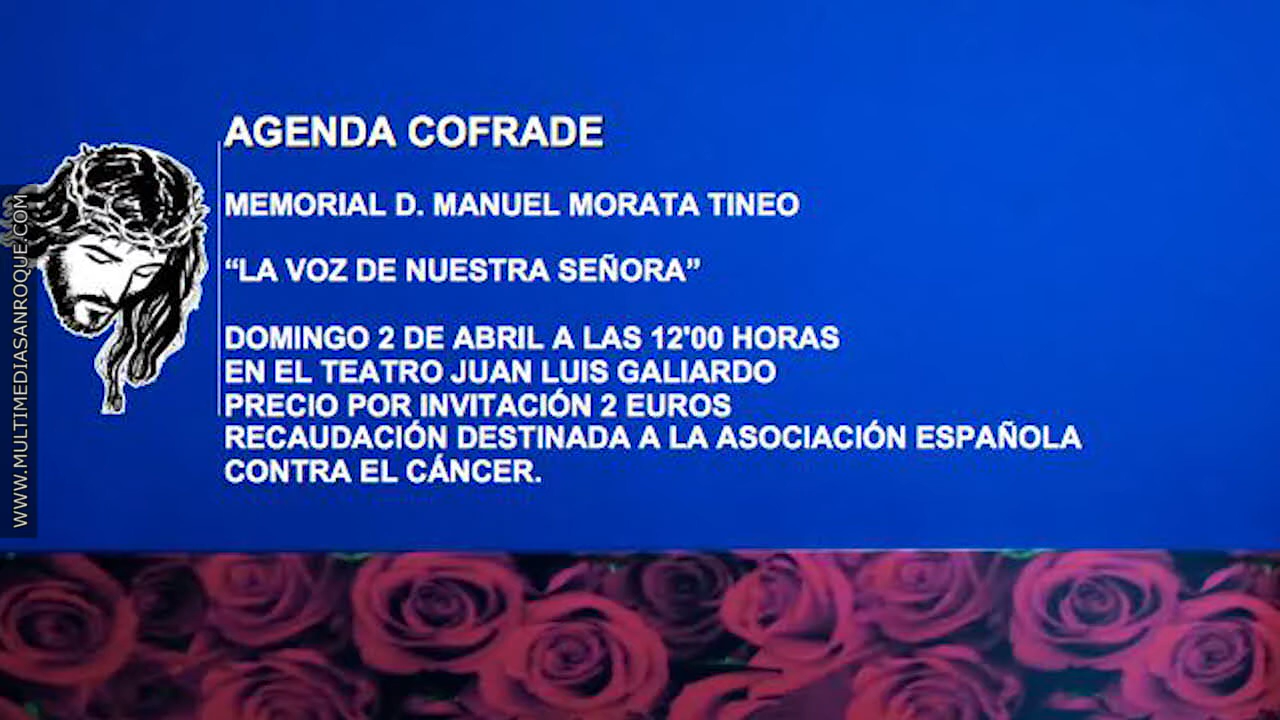 AGENDA COFRADE
MEMORIAL D. MANUEL MORATA TINEO
“LA VOZ DE NUESTRA SEÑORA”
DOMINGO 2 DE ABRIL A LAS 12'00 HORAS
EN EL TEATRO JUAN LUIS GALIARDO
PRECIO POR INVITACIÓN 2 EUROS
RECAUDACIÓN DESTINADA A LA ASOCIACIÓN ESPAÑOLA
CONTRA EL CÁNCER.
WWW.MULTIMEDIASANROQUE.COM